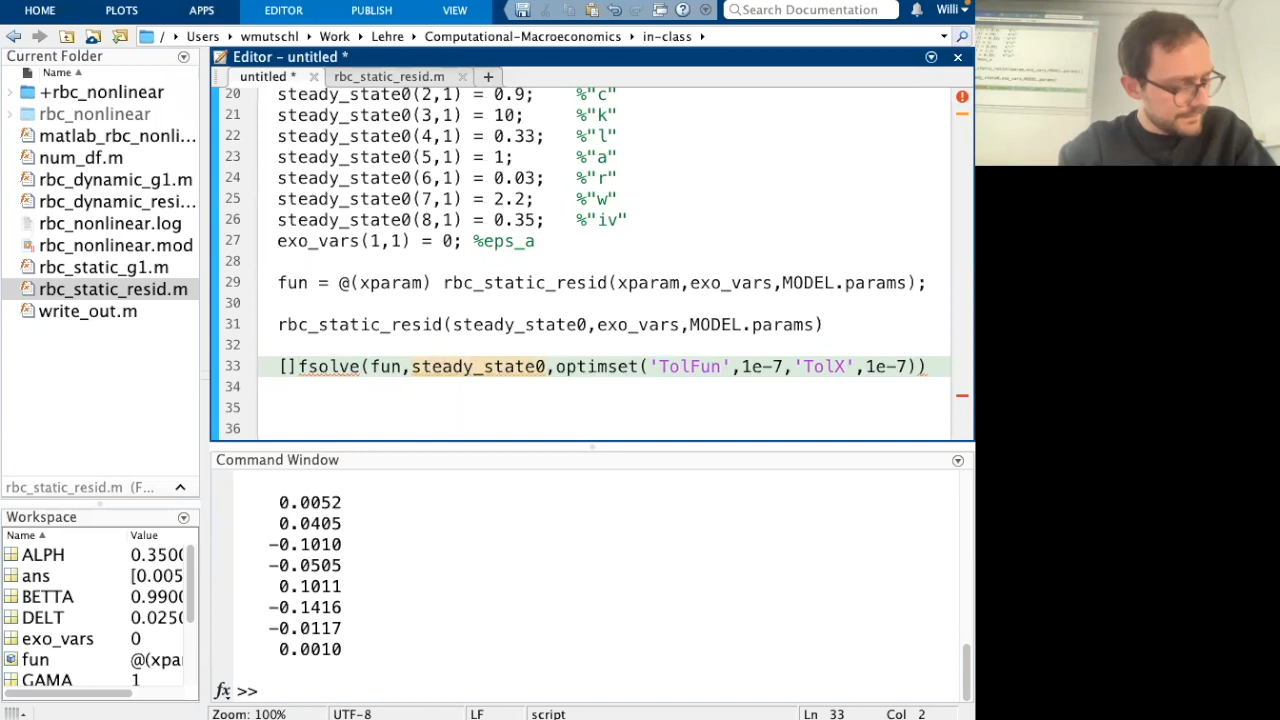 HOME PLOTS APPS EDITOR PUBLISH VIEW Search Documentation Willi
/ Users wmutschl Work Lehre Computational-Macroeconomics in-class
Current Folder
Name
+rbc_nonlinear
rbc_nonlinear
matlab_rbc_nonli...
num_df.m
rbc_dynamic_g1.m
rbc_dynamic_resi...
rbc_nonlinear.log
rbc_nonlinear.mod
rbc_static_g1.m
rbc_static_resid.m
write_out.m
rbc_static_resid.m (F...
Workspace
Name Value
ALPH 0.3500
ans [0.005
BETTA 0.9900
DELT 0.0250
exo_vars 0
fun @(xpar
GAMA 1
Editor - untitled *
untitled * rbc_static_resid.m
20 steady_state0(2,1) = 0.9; %"c"
21 steady_state0(3,1) = 10; %"k"
22 steady_state0(4,1) = 0.33; %"l"
23 steady_state0(5,1) = 1; %"a"
24 steady_state0(6,1) = 0.03; %"r"
25 steady_state0(7,1) = 2.2; %"w"
26 steady_state0(8,1) = 0.35; %"iv"
27 exo_vars(1,1) = 0; %eps_a
28
29 fun = @(xparam) rbc_static_resid(xparam,exo_vars,MODEL.params);
30
31 rbc_static_resid(steady_state0,exo_vars,MODEL.params)
32
33 []fsolve(fun,steady_state0,optimset('TolFun',1e-7,'TolX',1e-7))
34
35
36
Command Window
0.0052
0.0405
-0.1010
-0.0505
0.1011
-0.1416
-0.0117
0.0010
fx >>
Zoom: 100% UTF-8 LF script Ln 33 Col 2